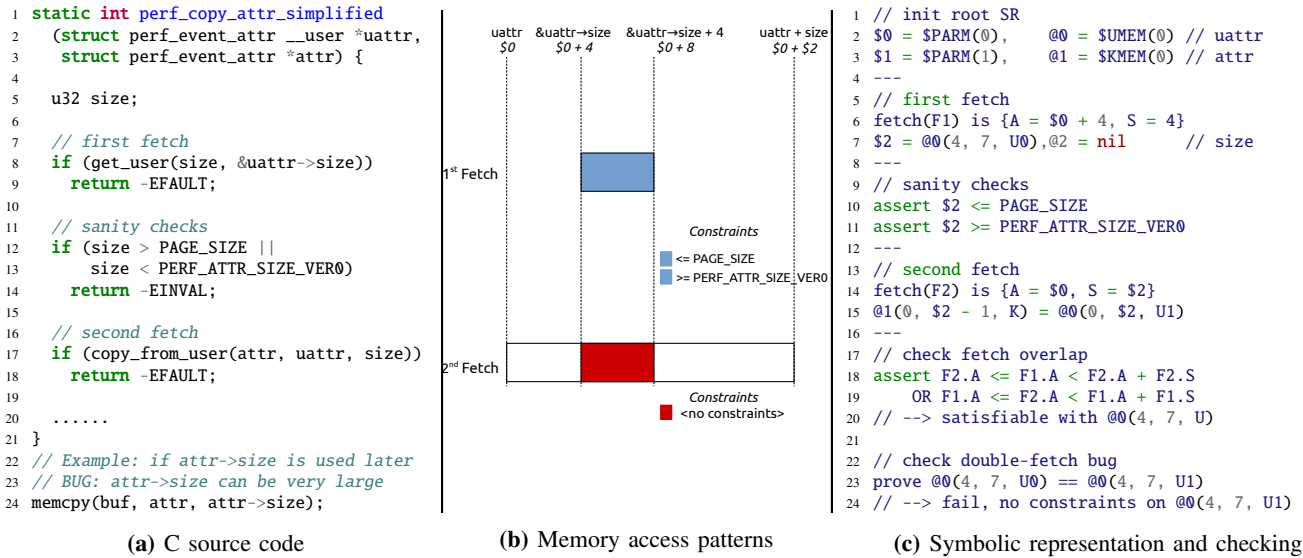 1 static int perf_copy_attr_simplified
2 (struct perf_event_attr __user *uattr,
3 struct perf_event_attr *attr) {
4
5 u32 size;
6
7 // first fetch
8 if (get_user(size, &uattr->size))
9 return -EFAULT;
10
11 // sanity checks
12 if (size > PAGE_SIZE ||
13 size < PERF_ATTR_SIZE_VER0)
14 return -EINVAL;
15
16 // second fetch
17 if (copy_from_user(attr, uattr, size))
18 return -EFAULT;
19
20 ......
21 }
22 // Example: if attr->size is used later
23 // BUG: attr->size can be very large
24 memcpy(buf, attr, attr->size);
(a) C source code
uattr &uattr→size &uattr→size + 4 uattr + size
$0 $0 + 4 $0 + 8 $0 + $2
1st Fetch
Constraints
<= PAGE_SIZE
>= PERF_ATTR_SIZE_VER0
2nd Fetch
Constraints
<no constraints>
(b) Memory access patterns
1 // init root SR
2 $0 = $PARM(0), @0 = $UMEM(0) // uattr
3 $1 = $PARM(1), @1 = $KMEM(0) // attr
4 ---
5 // first fetch
6 fetch(F1) is {A = $0 + 4, S = 4}
7 $2 = @0(4, 7, U0),@2 = nil // size
8 ---
9 // sanity checks
10 assert $2 <= PAGE_SIZE
11 assert $2 >= PERF_ATTR_SIZE_VER0
12 ---
13 // second fetch
14 fetch(F2) is {A = $0, S = $2}
15 @1(0, $2 - 1, K) = @0(0, $2, U1)
16 ---
17 // check fetch overlap
18 assert F2.A <= F1.A < F2.A + F2.S
19 OR F1.A <= F2.A < F1.A + F1.S
20 // --> satisfiable with @0(4, 7, U)
21
22 // check double-fetch bug
23 prove @0(4, 7, U0) == @0(4, 7, U1)
24 // --> fail, no constraints on @0(4, 7, U1)
(c) Symbolic representation and checking